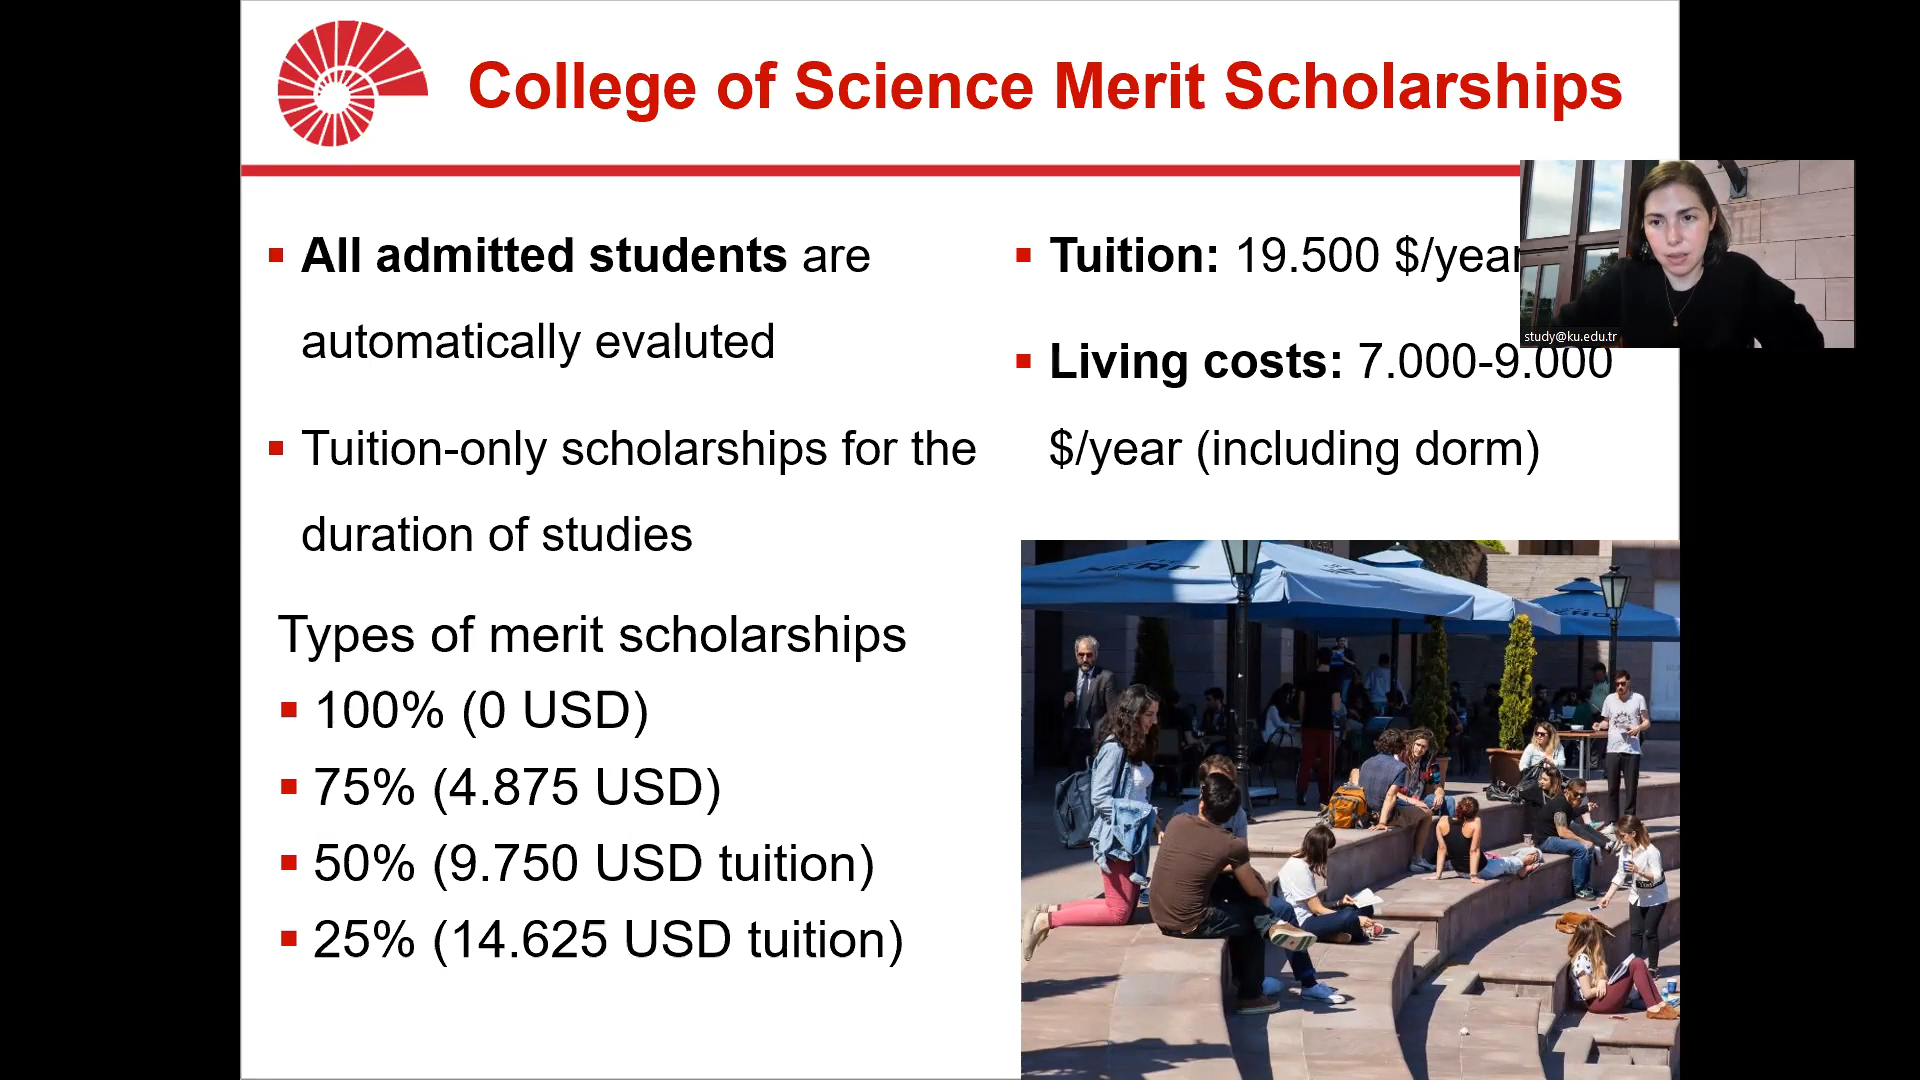 College of Science Merit Scholarships
▪ All admitted students are
automatically evaluted
▪ Tuition-only scholarships for the
duration of studies
Types of merit scholarships
▪ 100% (0 USD)
▪ 75% (4.875 USD)
▪ 50% (9.750 USD tuition)
▪ 25% (14.625 USD tuition)
▪ Tuition: 19.500 $/year
▪ Living costs: 7.000-9.000
$/year (including dorm)
study@ku.edu.tr